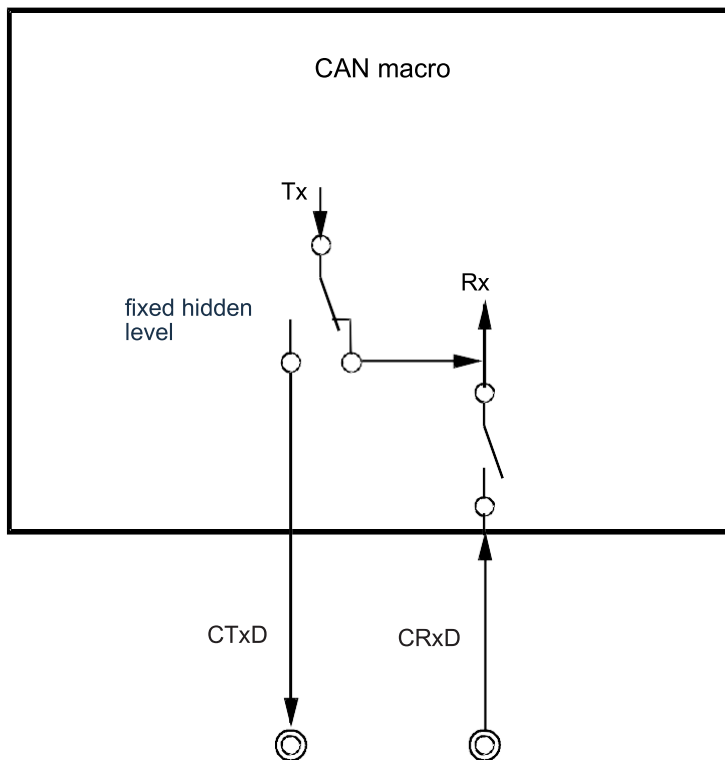 CAN macro
Tx
Rx
fixed hidden
level
CTxD
CRxD